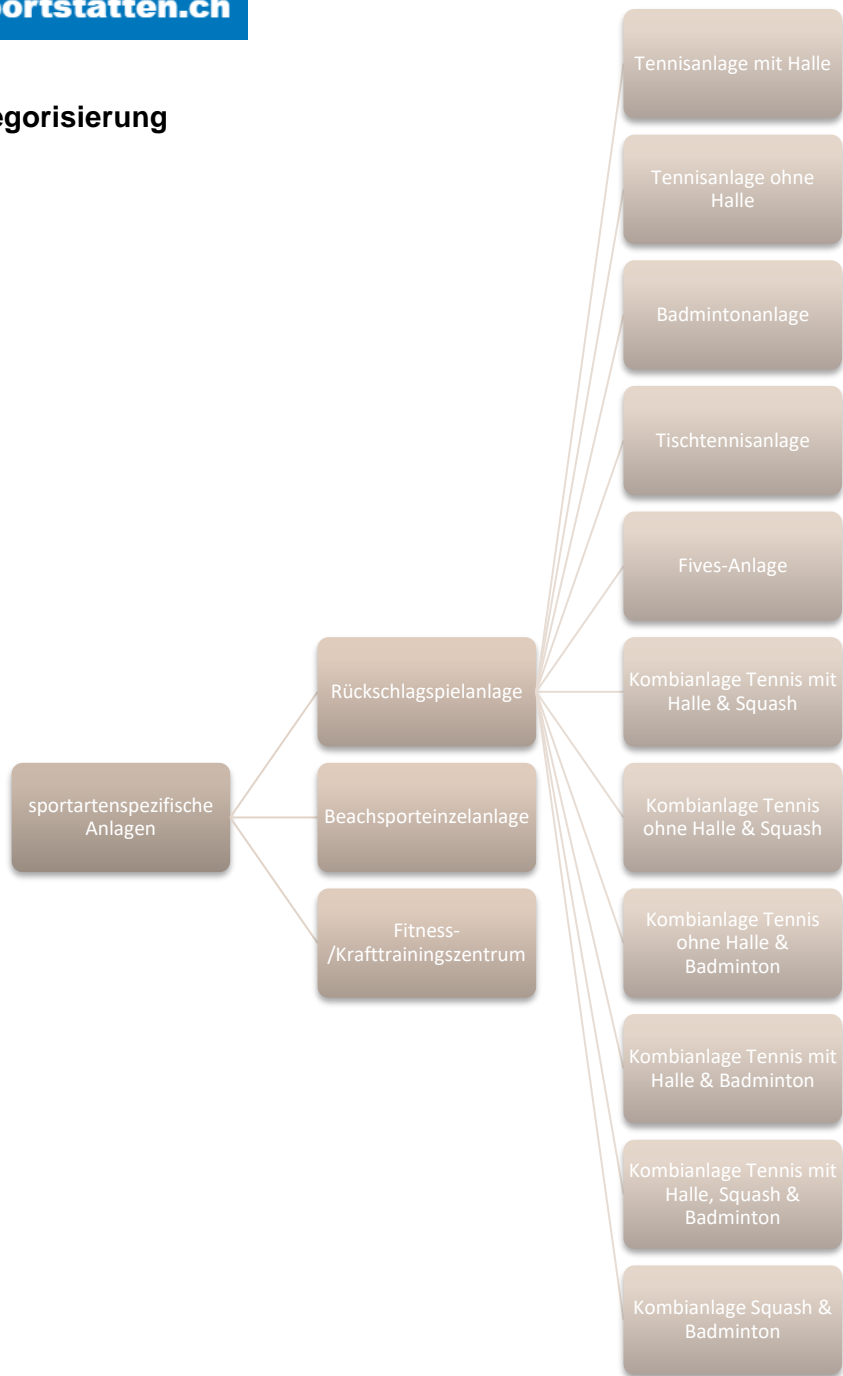 portstätten.ch
egorisierung
Tennisanlage mit Halle
Tennisanlage ohne
Halle
Badmintonanlage
Tischtennisanlage
Fives-Anlage
Rückschlagspielanlage
Kombianlage Tennis mit
Halle & Squash
sportartenspezifische
Anlagen
Beachsporteinzelanlage
Kombianlage Tennis
ohne Halle & Squash
Fitness-
/Krafttrainingszentrum
Kombianlage Tennis
ohne Halle &
Badminton
Kombianlage Tennis mit
Halle & Badminton
Kombianlage Tennis mit
Halle, Squash &
Badminton
Kombianlage Squash &
Badminton